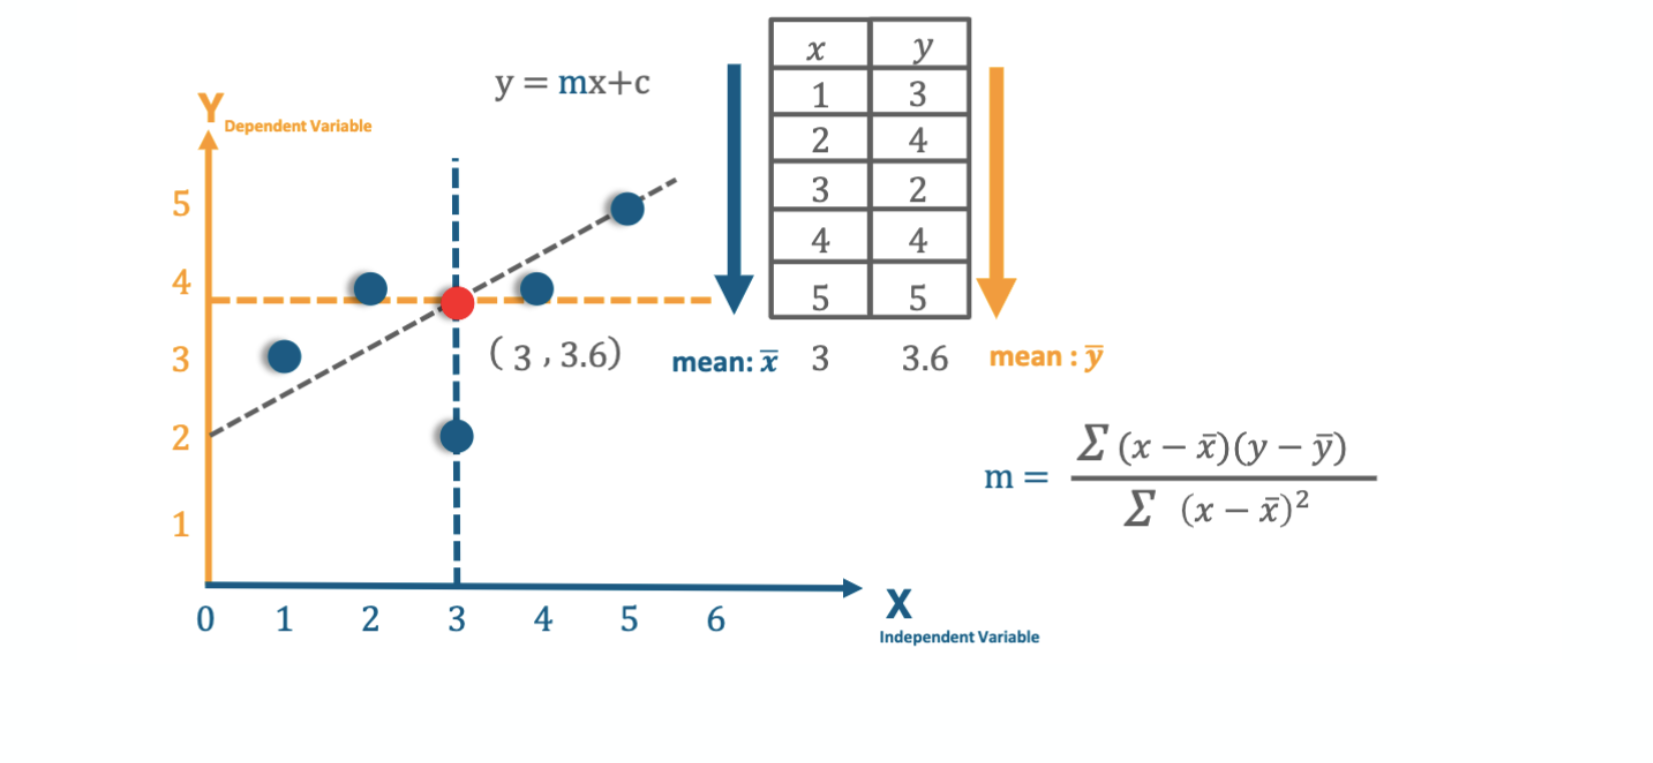 y = mx+c
Y
Dependent Variable
5
4
3
2
1
0 1 2 3 4 5 6
X
Independent Variable
( 3 , 3.6)
x y
1 3
2 4
3 2
4 4
5 5
mean: x̄ 3 3.6 mean : ȳ
m = Σ (x − x̄)(y − ȳ)
Σ (x − x̄)²